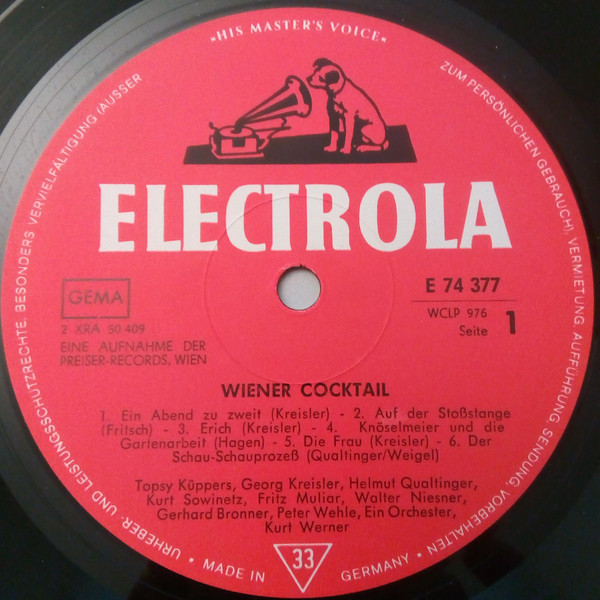 »HIS MASTER'S VOICE«
URHEBER- UND LEISTUNGSSCHUTZRECHTE, BESONDERS VERVIELFÄLTIGUNG (AUSSER
ZUM PERSÖNLICHEN GEBRAUCH), VERMIETUNG, AUFFÜHRUNG, SENDUNG VORBEHALTEN
ELECTROLA
GEMA
2 XRA 50 409
EINE AUFNAHME DER
PREISER-RECORDS, WIEN
E 74 377
WCLP 976
Seite 1
WIENER COCKTAIL
1. Ein Abend zu zweit (Kreisler) - 2. Auf der Stoßstange
(Fritsch) - 3. Erich (Kreisler) - 4. Knöselmeier und die
Gartenarbeit (Hagen) - 5. Die Frau (Kreisler) - 6. Der
Schau-Schauprozeß (Qualtinger/Weigel)
Topsy Küppers, Georg Kreisler, Helmut Qualtinger,
Kurt Sowinetz, Fritz Muliar, Walter Niesner,
Gerhard Bronner, Peter Wehle, Ein Orchester,
Kurt Werner
• MADE IN 33 GERMANY •